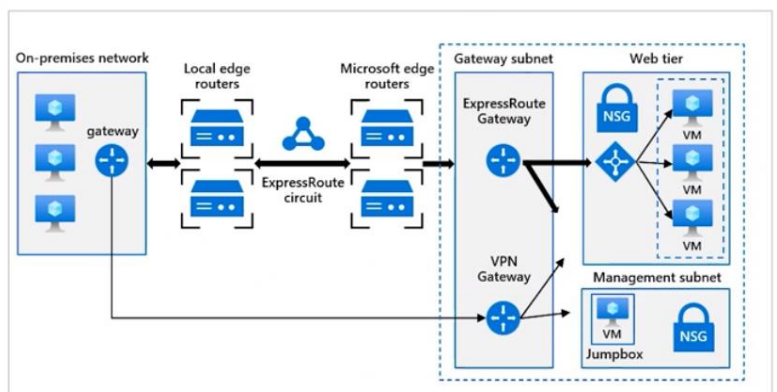 On-premises network
gateway
Local edge
routers
ExpressRoute
circuit
Microsoft edge
routers
Gateway subnet
ExpressRoute
Gateway
VPN
Gateway
Web tier
NSG
VM
VM
VM
Management subnet
VM
Jumpbox
NSG